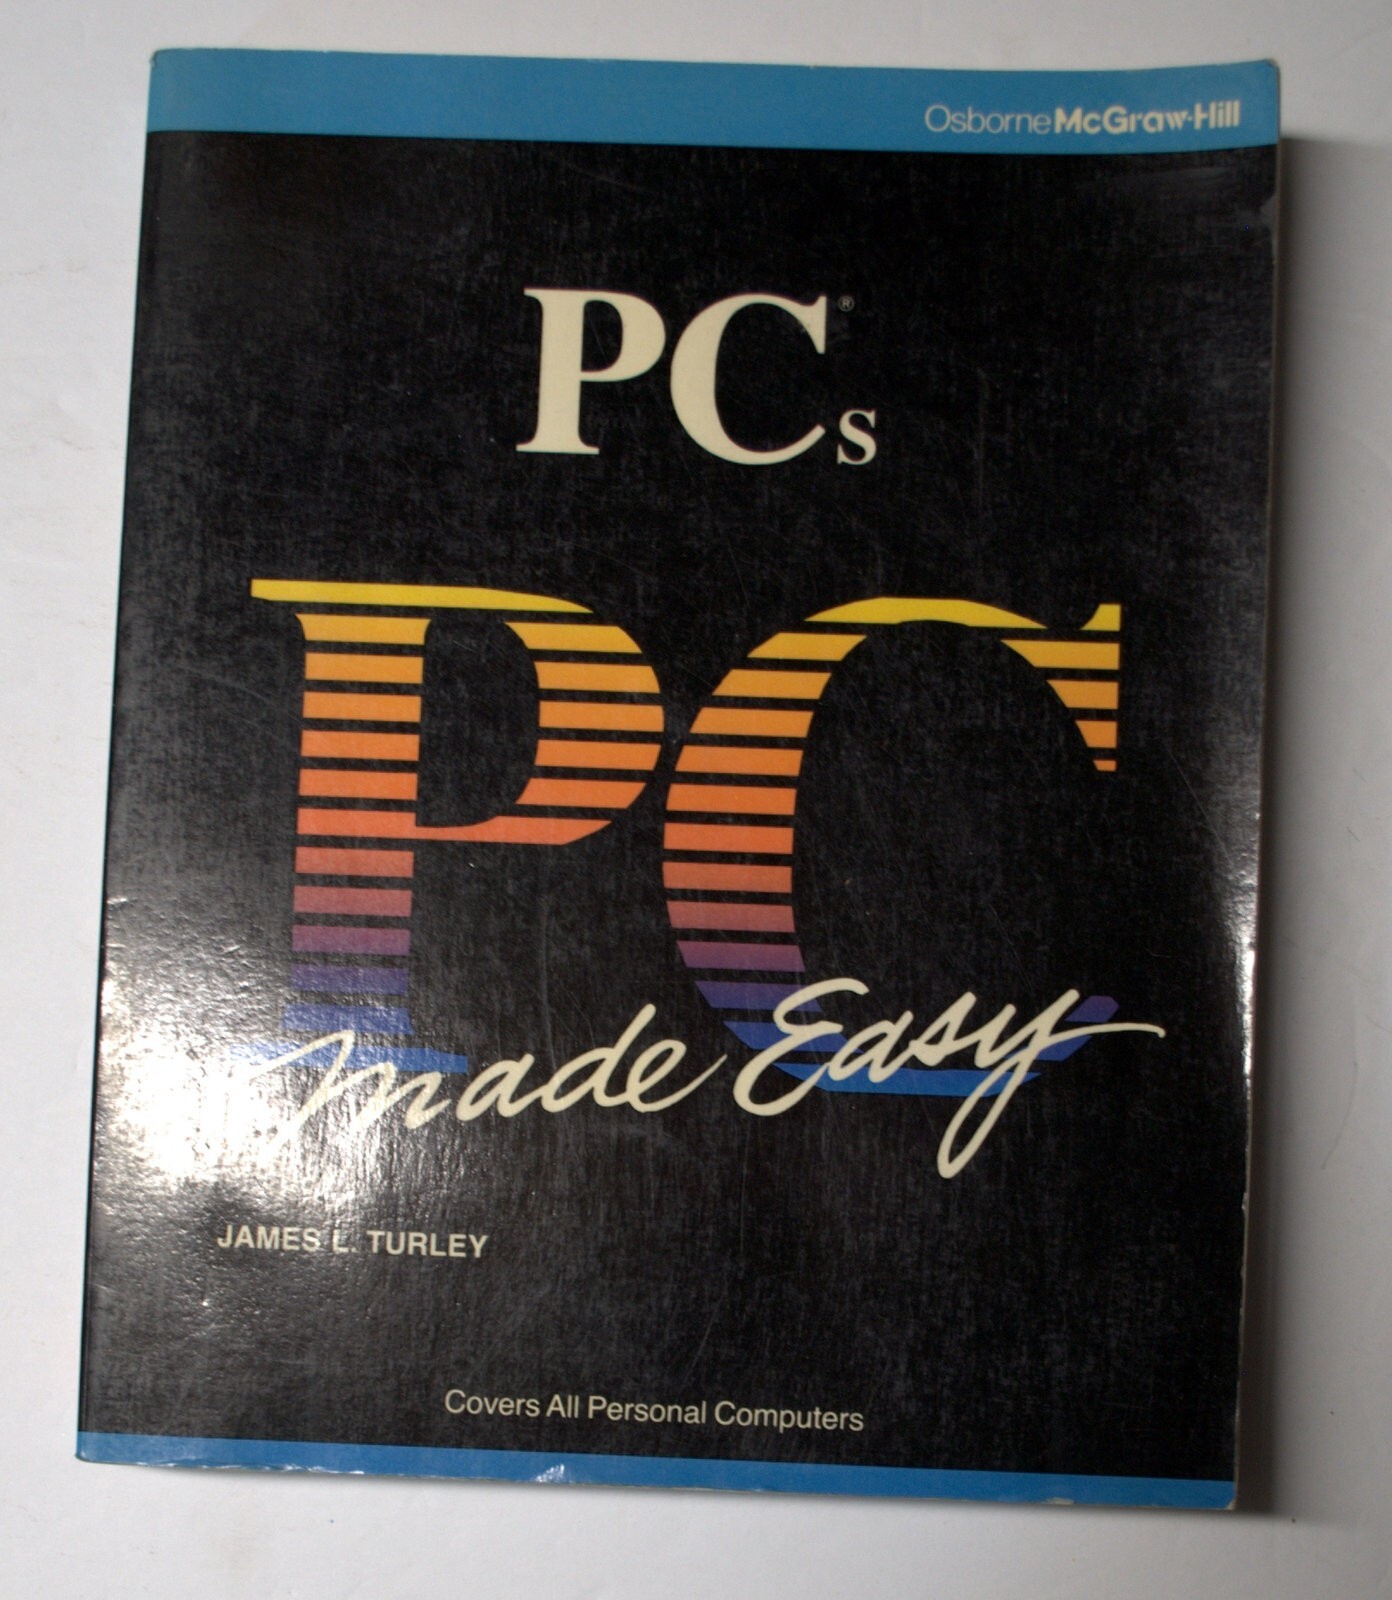 Osborne McGraw-Hill
PCs®
PC
Made Easy
JAMES L. TURLEY
Covers All Personal Computers